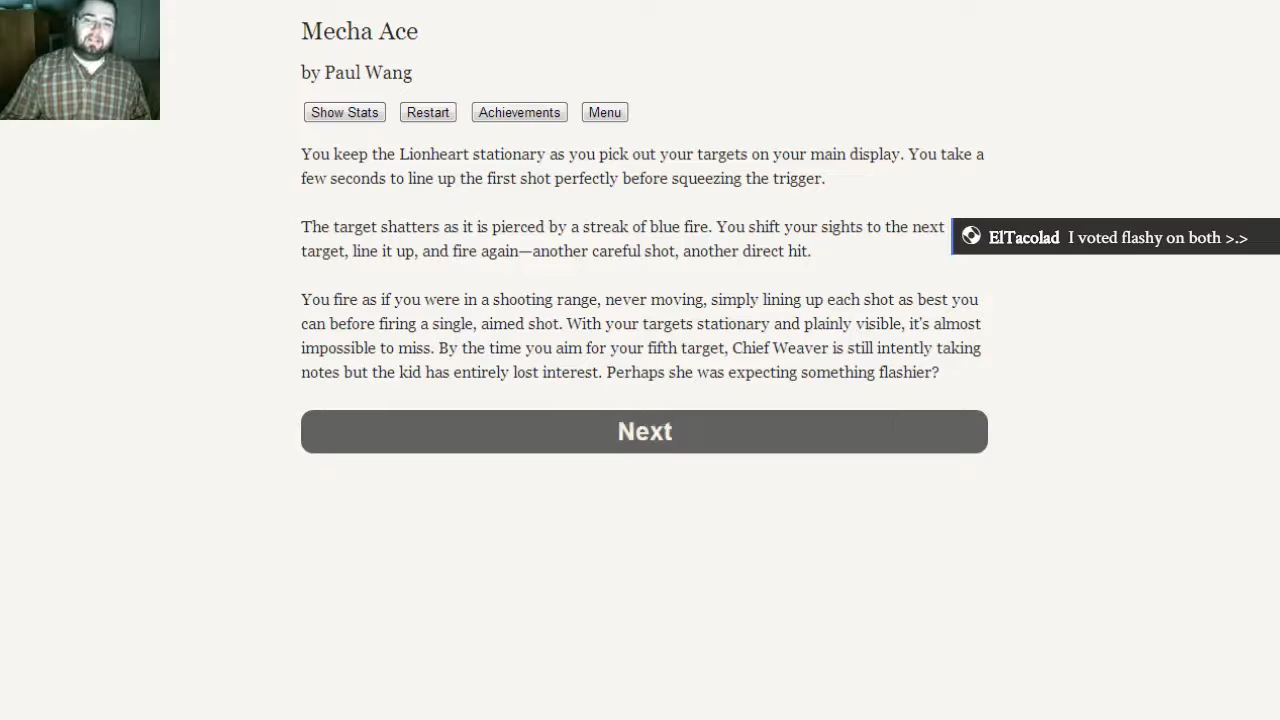 Mecha Ace
by Paul Wang
Show Stats Restart Achievements Menu
You keep the Lionheart stationary as you pick out your targets on your main display. You take a
few seconds to line up the first shot perfectly before squeezing the trigger.
The target shatters as it is pierced by a streak of blue fire. You shift your sights to the next
target, line it up, and fire again—another careful shot, another direct hit.
ElTacolad I voted flashy on both >.>
You fire as if you were in a shooting range, never moving, simply lining up each shot as best you
can before firing a single, aimed shot. With your targets stationary and plainly visible, it's almost
impossible to miss. By the time you aim for your fifth target, Chief Weaver is still intently taking
notes but the kid has entirely lost interest. Perhaps she was expecting something flashier?
Next